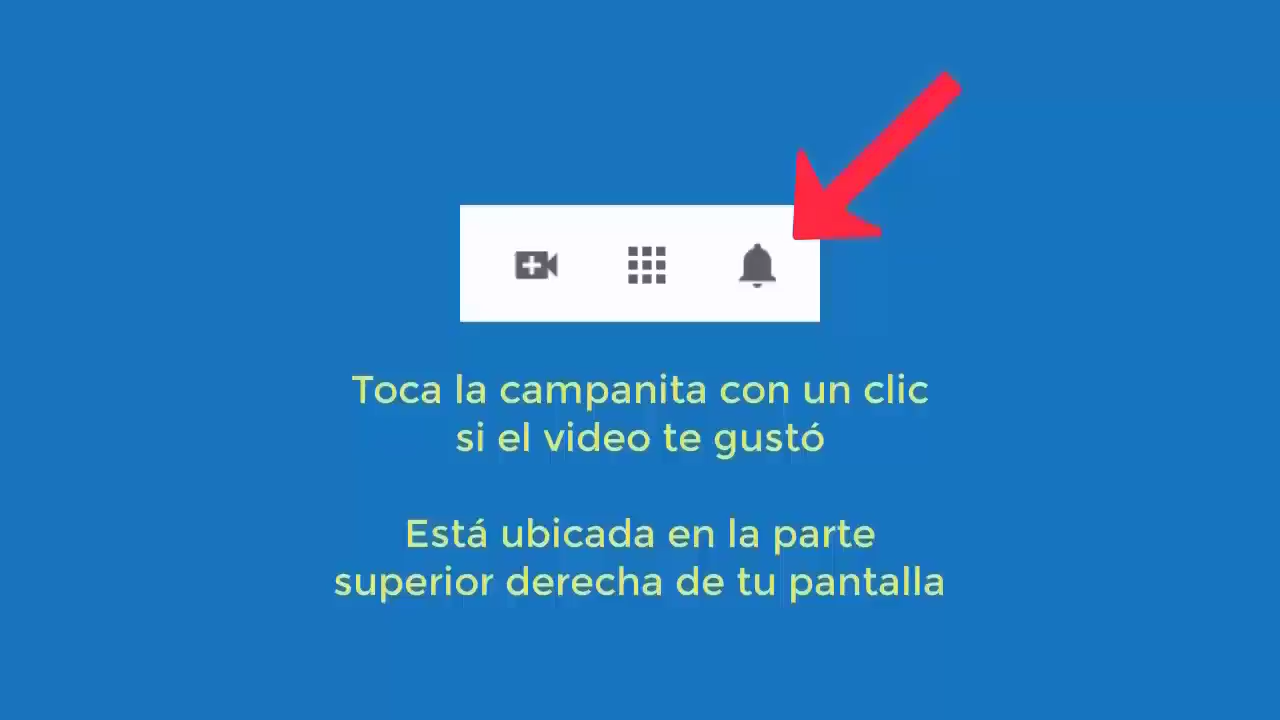 Toca la campanita con un clic
si el video te gustó
Está ubicada en la parte
superior derecha de tu pantalla